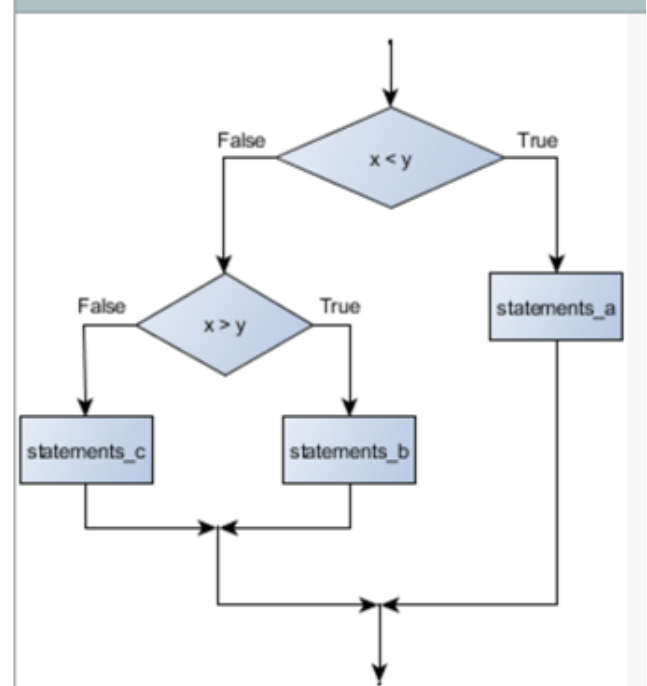 False
True
x < y
False
True
statements_a
x > y
statements_c
statements_b